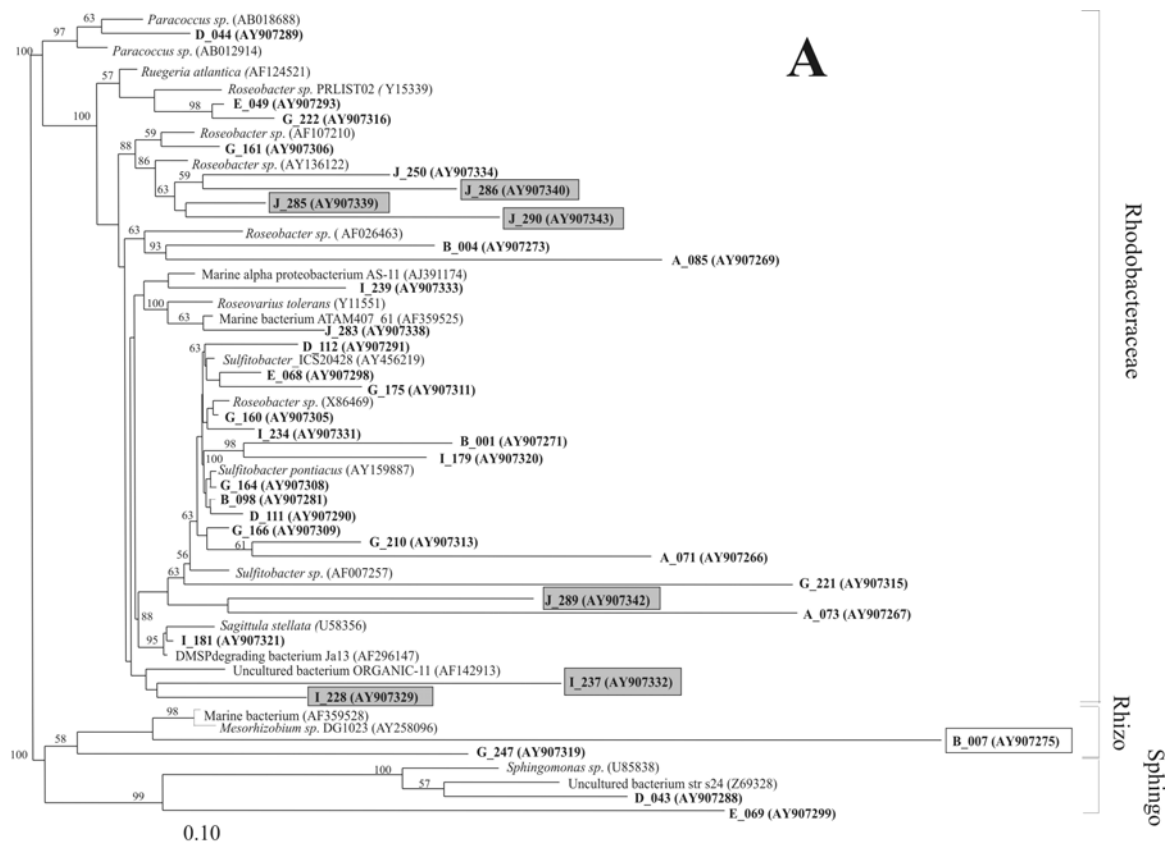 A
63
Paracoccus sp. (AB018688)
97
D_044 (AY907289)
100
Paracoccus sp. (AB012914)
57
Ruegeria atlantica (AF124521)
Roseobacter sp. PRLIST02 (Y15339)
98
E_049 (AY907293)
100
G_222 (AY907316)
59
Roseobacter sp. (AF107210)
88
G_161 (AY907306)
86
Roseobacter sp. (AY136122)
59
J_250 (AY907334)
J_286 (AY907340)
63
J_285 (AY907339)
J_290 (AY907343)
63
Roseobacter sp. ( AF026463)
93
B_004 (AY907273)
A_085 (AY907269)
Marine alpha proteobacterium AS-11 (AJ391174)
I_239 (AY907333)
100
Roseovarius tolerans (Y11551)
63
Marine bacterium ATAM407_61 (AF359525)
J_283 (AY907338)
63
D_112 (AY907291)
Sulfitobacter_ICS20428 (AY456219)
E_068 (AY907298)
G_175 (AY907311)
Roseobacter sp. (X86469)
G_160 (AY907305)
I_234 (AY907331)
98
B_001 (AY907271)
100
I_179 (AY907320)
Sulfitobacter pontiacus (AY159887)
G_164 (AY907308)
B_098 (AY907281)
D_111 (AY907290)
63
G_166 (AY907309)
61
G_210 (AY907313)
A_071 (AY907266)
56
63
Sulfitobacter sp. (AF007257)
G_221 (AY907315)
J_289 (AY907342)
88
A_073 (AY907267)
Sagittula stellata (U58356)
95
I_181 (AY907321)
DMSPdegrading bacterium Ja13 (AF296147)
Uncultured bacterium ORGANIC-11 (AF142913)
I_237 (AY907332)
I_228 (AY907329)
Rhodobacteraceae
98
Marine bacterium (AF359528)
Mesorhizobium sp. DG1023 (AY258096)
58
B_007 (AY907275)
100
G_247 (AY907319)
Rhizo
100
Sphingomonas sp. (U85838)
57
Uncultured bacterium str s24 (Z69328)
99
D_043 (AY907288)
E_069 (AY907299)
Sphingo
0.10